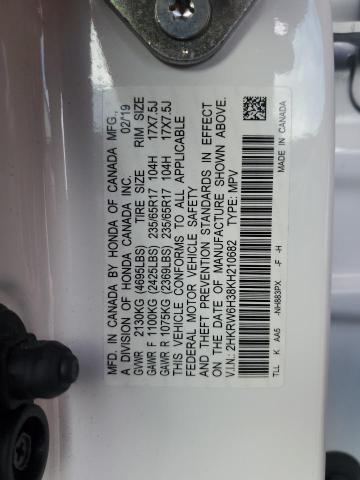 MFD. IN CANADA BY HONDA OF CANADA MFG.,
A DIVISION OF HONDA CANADA INC. 02/19
GVWR 2130KG (4695LBS) TIRE SIZE RIM SIZE
GAWR F 1100KG (2425LBS) 235/65R17 104H 17X7.5J
GAWR R 1075KG (2369LBS) 235/65R17 104H 17X7.5J
THIS VEHICLE CONFORMS TO ALL APPLICABLE
FEDERAL MOTOR VEHICLE SAFETY
AND THEFT PREVENTION STANDARDS IN EFFECT
ON THE DATE OF MANUFACTURE SHOWN ABOVE.
V.I.N.: 2HKRW6H38KH210682 TYPE: MPV
TLL K AA5 -NH883PX -F -H MADE IN CANADA